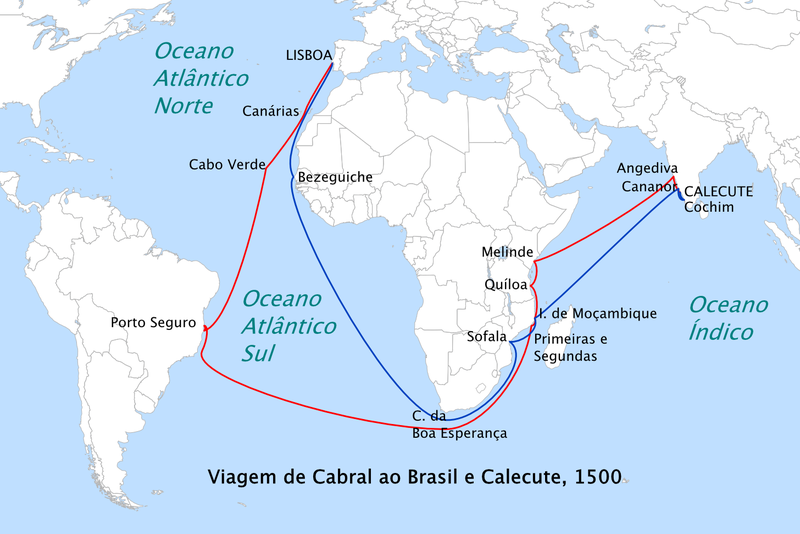 Oceano
Atlântico
Norte
LISBOA
Canárias
Cabo Verde
Bezeguiche
Angediva
Cananor
CALECUTE
Cochim
Melinde
Quíloa
I. de Moçambique
Oceano
Atlântico
Sul
Oceano
Índico
Porto Seguro
Sofala
Primeiras e
Segundas
C. da
Boa Esperança
Viagem de Cabral ao Brasil e Calecute, 1500